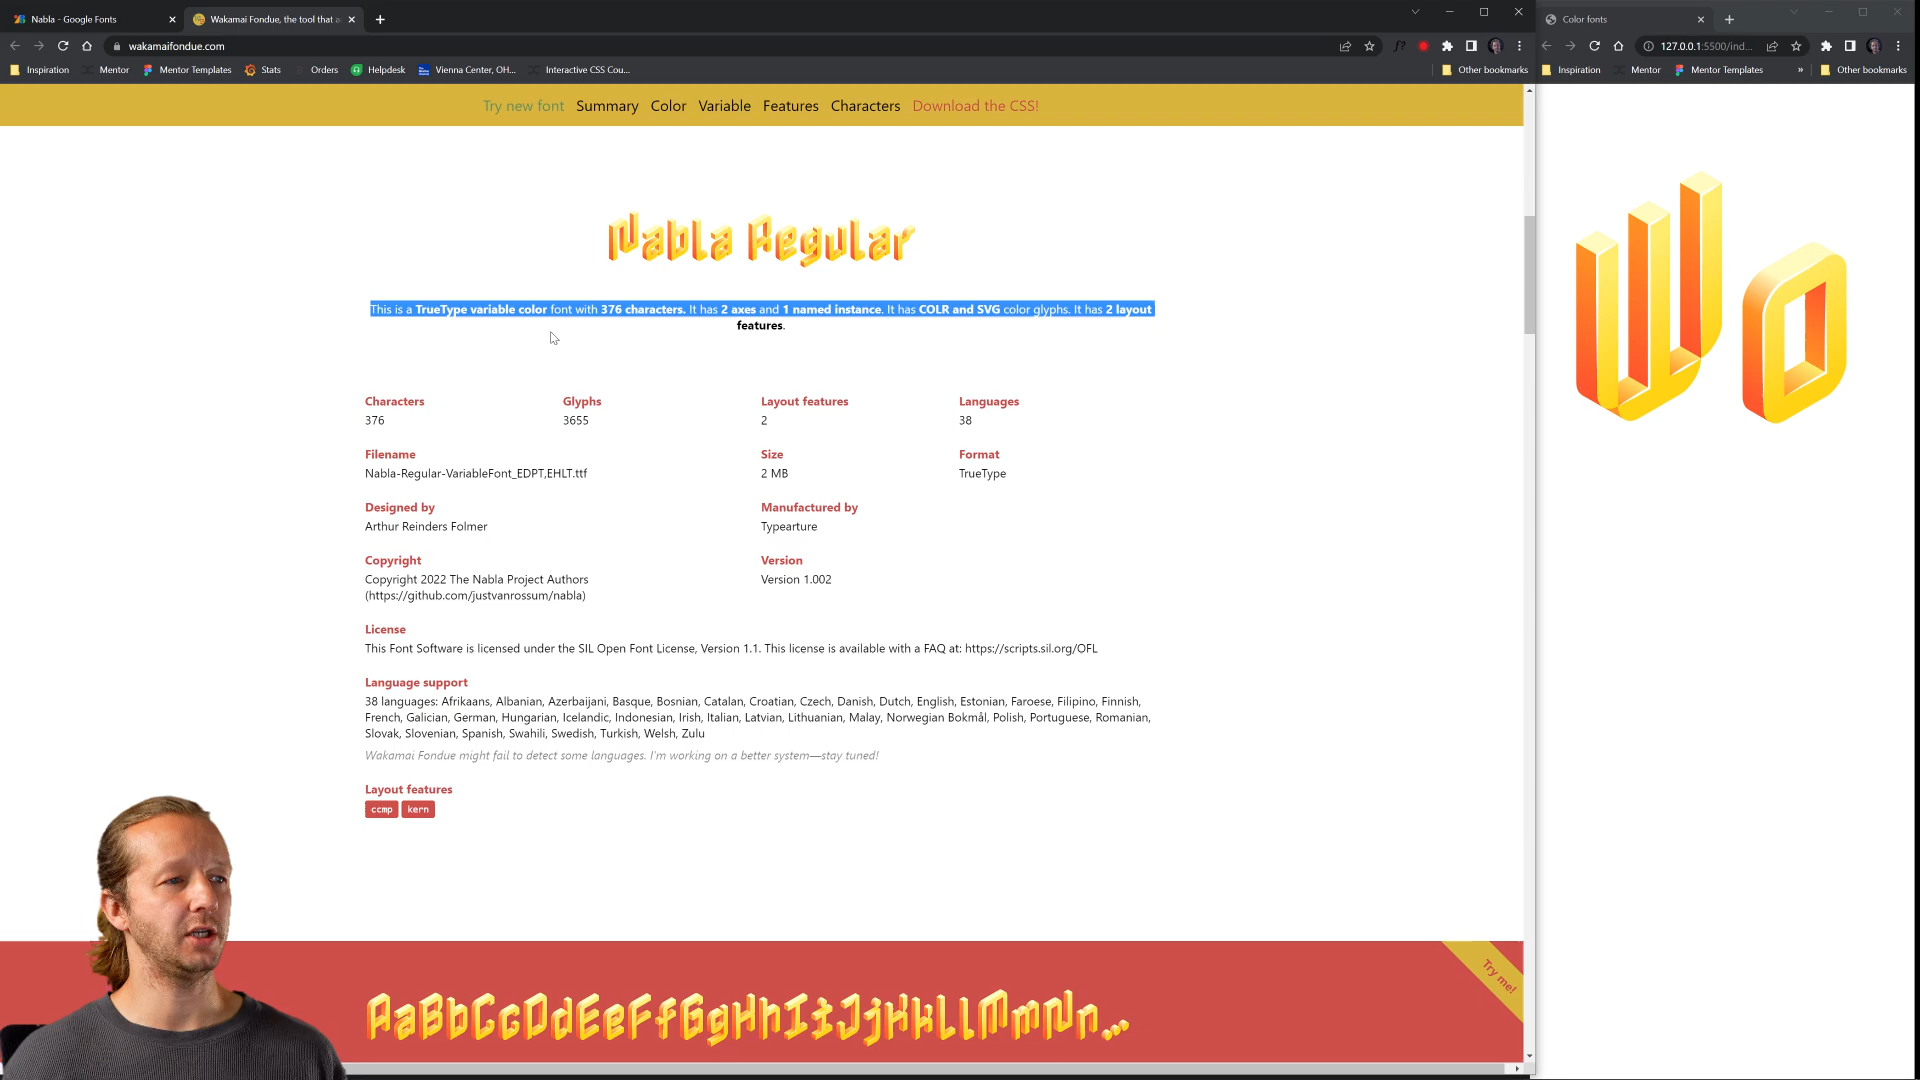 Nabla - Google Fonts
Wakamai Fondue, the tool that a
Color fonts
wakamaifondue.com
127.0.0.1:5500/ind...
Inspiration
Mentor
Mentor Templates
Stats
Orders
Helpdesk
Vienna Center, OH...
Interactive CSS Cou...
Other bookmarks
Inspiration
Mentor
Mentor Templates
»
Other bookmarks
Try new font Summary Color Variable Features Characters Download the CSS!
Nabla Regular
This is a TrueType variable color font with 376 characters. It has 2 axes and 1 named instance. It has COLR and SVG color glyphs. It has 2 layout
features.
Characters
376
Glyphs
3655
Layout features
2
Languages
38
Filename
Nabla-Regular-VariableFont_EDPT,EHLT.ttf
Size
2 MB
Format
TrueType
Designed by
Arthur Reinders Folmer
Manufactured by
Typearture
Copyright
Copyright 2022 The Nabla Project Authors
(https://github.com/justvanrossum/nabla)
Version
Version 1.002
License
This Font Software is licensed under the SIL Open Font License, Version 1.1. This license is available with a FAQ at: https://scripts.sil.org/OFL
Language support
38 languages: Afrikaans, Albanian, Azerbaijani, Basque, Bosnian, Catalan, Croatian, Czech, Danish, Dutch, English, Estonian, Faroese, Filipino, Finnish,
French, Galician, German, Hungarian, Icelandic, Indonesian, Irish, Italian, Latvian, Lithuanian, Malay, Norwegian Bokmål, Polish, Portuguese, Romanian,
Slovak, Slovenian, Spanish, Swahili, Swedish, Turkish, Welsh, Zulu
Wakamai Fondue might fail to detect some languages. I'm working on a better system—stay tuned!
Layout features
ccmp kern
Try me!
AaBbCcDdEeFfGgHhIiJjKkLlMmNn...
Wo